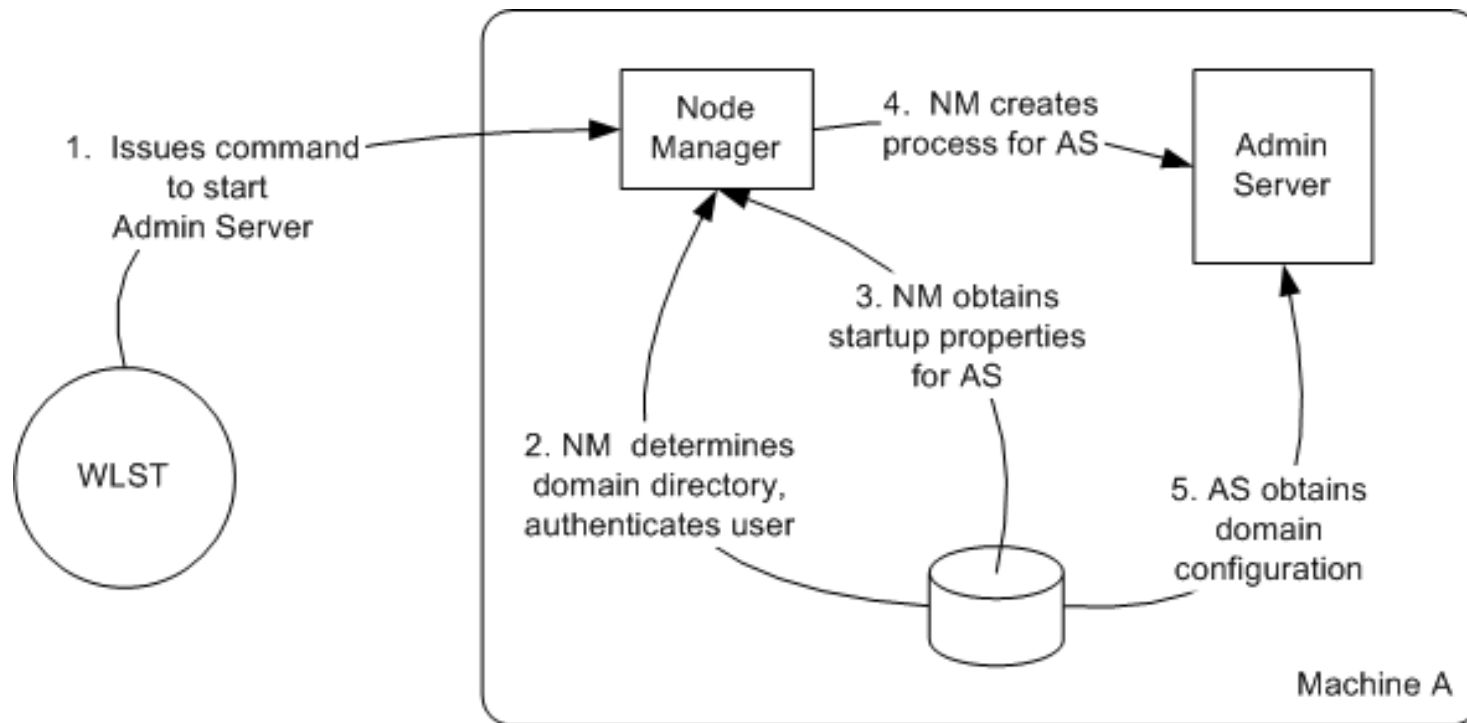 1. Issues command
to start
Admin Server
WLST
Node
Manager
4. NM creates
process for AS
Admin
Server
3. NM obtains
startup properties
for AS
2. NM determines
domain directory,
authenticates user
5. AS obtains
domain
configuration
Machine A